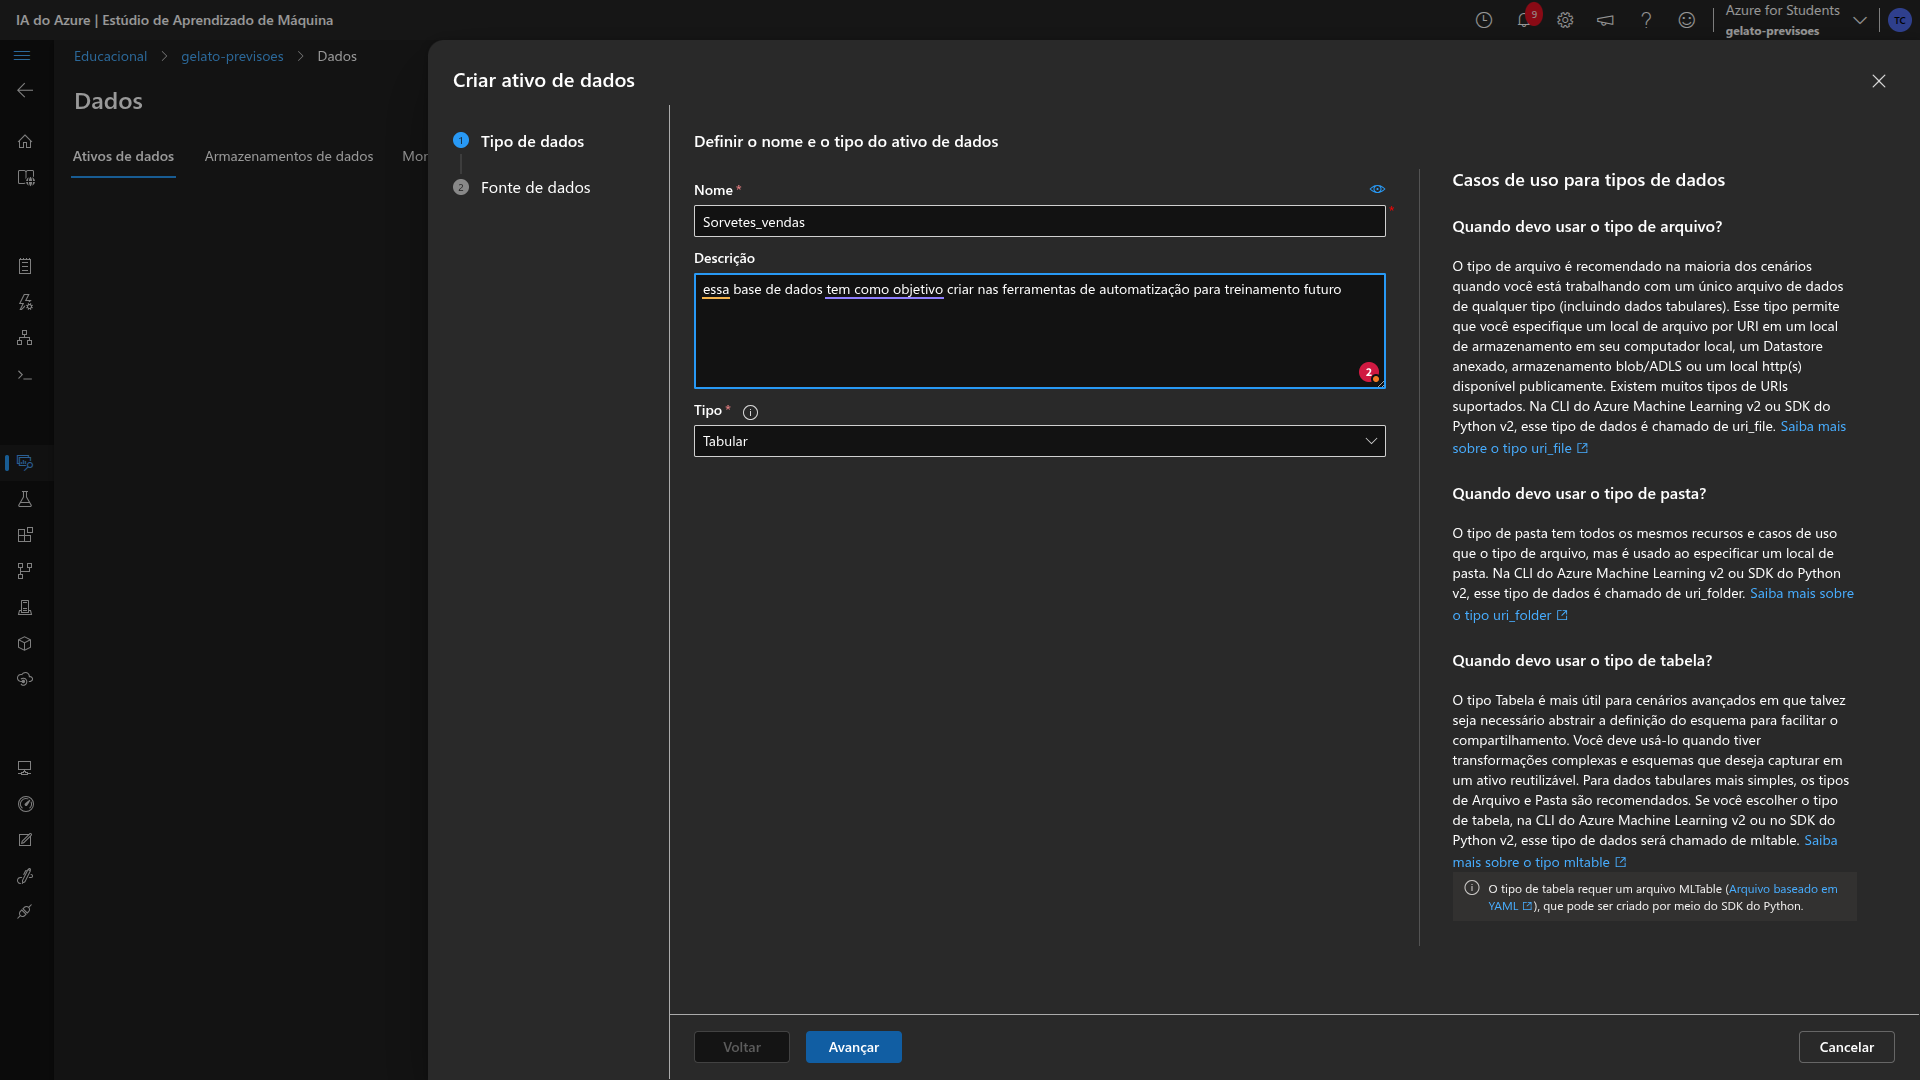 IA do Azure | Estúdio de Aprendizado de Máquina
9
Azure for Students
gelato-previsoes
TC
Educacional > gelato-previsoes > Dados
Dados
Ativos de dados
Armazenamentos de dados
Mor
Criar ativo de dados
1 Tipo de dados
2 Fonte de dados
Definir o nome e o tipo do ativo de dados
Nome *
Sorvetes_vendas
*
Descrição
essa base de dados tem como objetivo criar nas ferramentas de automatização para treinamento futuro
2
Tipo *
Tabular
Casos de uso para tipos de dados
Quando devo usar o tipo de arquivo?
O tipo de arquivo é recomendado na maioria dos cenários
quando você está trabalhando com um único arquivo de dados
de qualquer tipo (incluindo dados tabulares). Esse tipo permite
que você especifique um local de arquivo por URI em um local
de armazenamento em seu computador local, um Datastore
anexado, armazenamento blob/ADLS ou um local http(s)
disponível publicamente. Existem muitos tipos de URIs
suportados. Na CLI do Azure Machine Learning v2 ou SDK do
Python v2, esse tipo de dados é chamado de uri_file. Saiba mais
sobre o tipo uri_file
Quando devo usar o tipo de pasta?
O tipo de pasta tem todos os mesmos recursos e casos de uso
que o tipo de arquivo, mas é usado ao especificar um local de
pasta. Na CLI do Azure Machine Learning v2 ou SDK do Python
v2, esse tipo de dados é chamado de uri_folder. Saiba mais sobre
o tipo uri_folder
Quando devo usar o tipo de tabela?
O tipo Tabela é mais útil para cenários avançados em que talvez
seja necessário abstrair a definição do esquema para facilitar o
compartilhamento. Você deve usá-lo quando tiver
transformações complexas e esquemas que deseja capturar em
um ativo reutilizável. Para dados tabulares mais simples, os tipos
de Arquivo e Pasta são recomendados. Se você escolher o tipo
de tabela, na CLI do Azure Machine Learning v2 ou no SDK do
Python v2, esse tipo de dados será chamado de mltable. Saiba
mais sobre o tipo mltable
O tipo de tabela requer um arquivo MLTable (Arquivo baseado em
YAML), que pode ser criado por meio do SDK do Python.
Voltar
Avançar
Cancelar